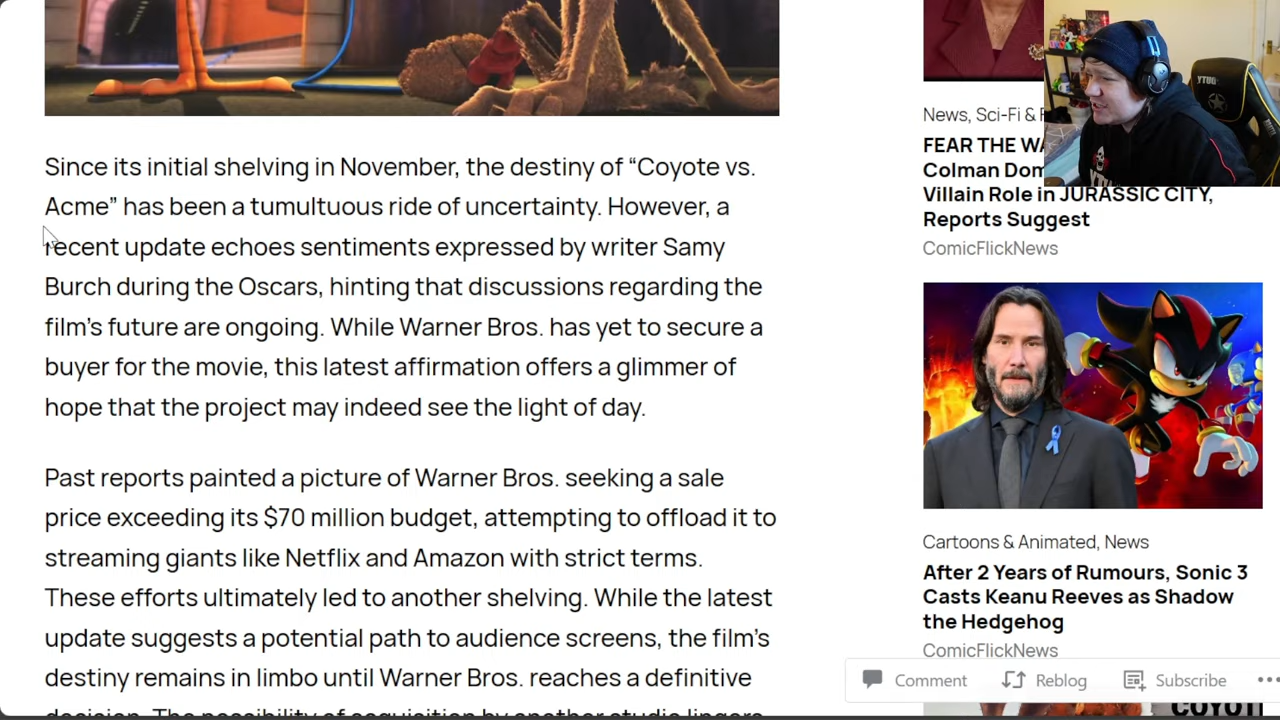 Since its initial shelving in November, the destiny of “Coyote vs.
Acme” has been a tumultuous ride of uncertainty. However, a
recent update echoes sentiments expressed by writer Samy
Burch during the Oscars, hinting that discussions regarding the
film’s future are ongoing. While Warner Bros. has yet to secure a
buyer for the movie, this latest affirmation offers a glimmer of
hope that the project may indeed see the light of day.
Past reports painted a picture of Warner Bros. seeking a sale
price exceeding its $70 million budget, attempting to offload it to
streaming giants like Netflix and Amazon with strict terms.
These efforts ultimately led to another shelving. While the latest
update suggests a potential path to audience screens, the film’s
destiny remains in limbo until Warner Bros. reaches a definitive
decision. The possibility of acquisition by another studio lingers
News, Sci-Fi &
FEAR THE
Colman
Villain Role in JURASSIC CITY,
Reports Suggest
ComicFlickNews
Cartoons & Animated, News
After 2 Years of Rumours, Sonic 3
Casts Keanu Reeves as Shadow
the Hedgehog
ComicFlickNews
Comment Reblog Subscribe
COYOT
YTUG